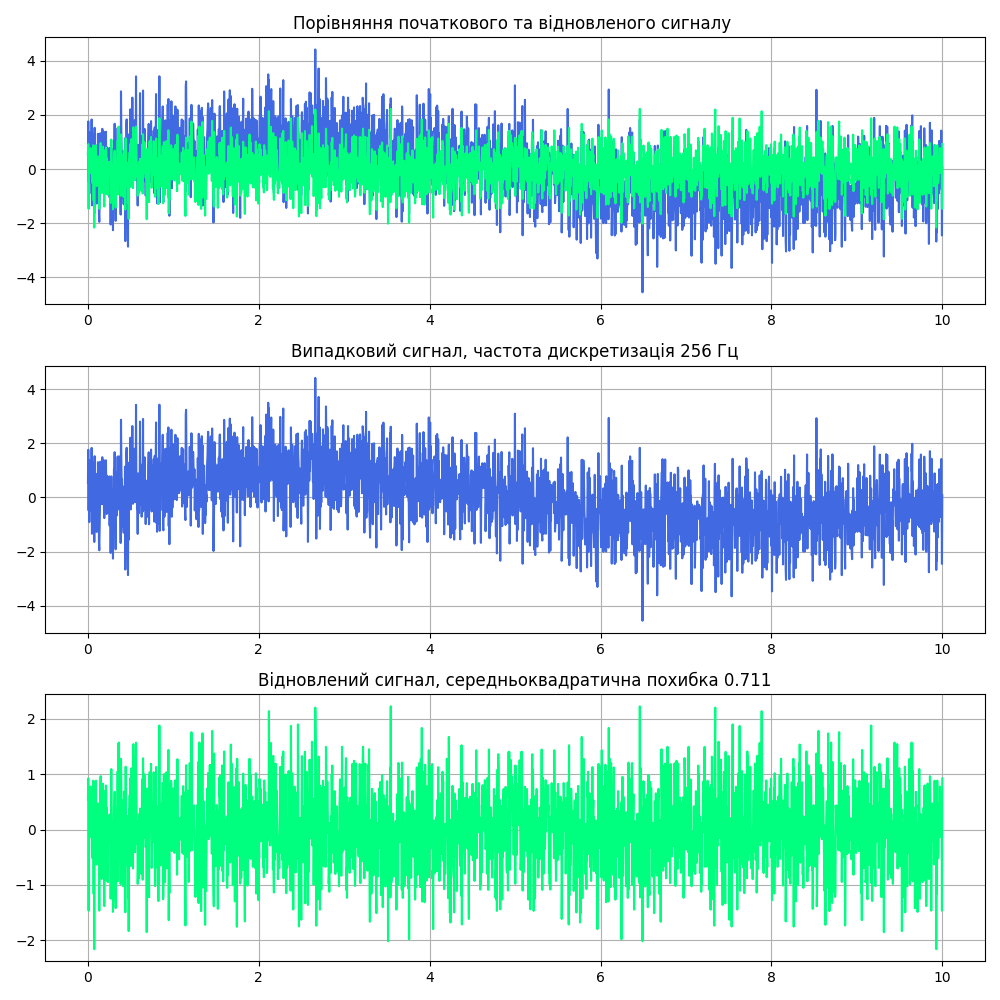 Порівняння початкового та відновленого сигналу
4
2
0
−2
−4
0 2 4 6 8 10
Випадковий сигнал, частота дискретизація 256 Гц
4
2
0
−2
−4
0 2 4 6 8 10
Відновлений сигнал, середньоквадратична похибка 0.711
2
1
0
−1
−2
0 2 4 6 8 10